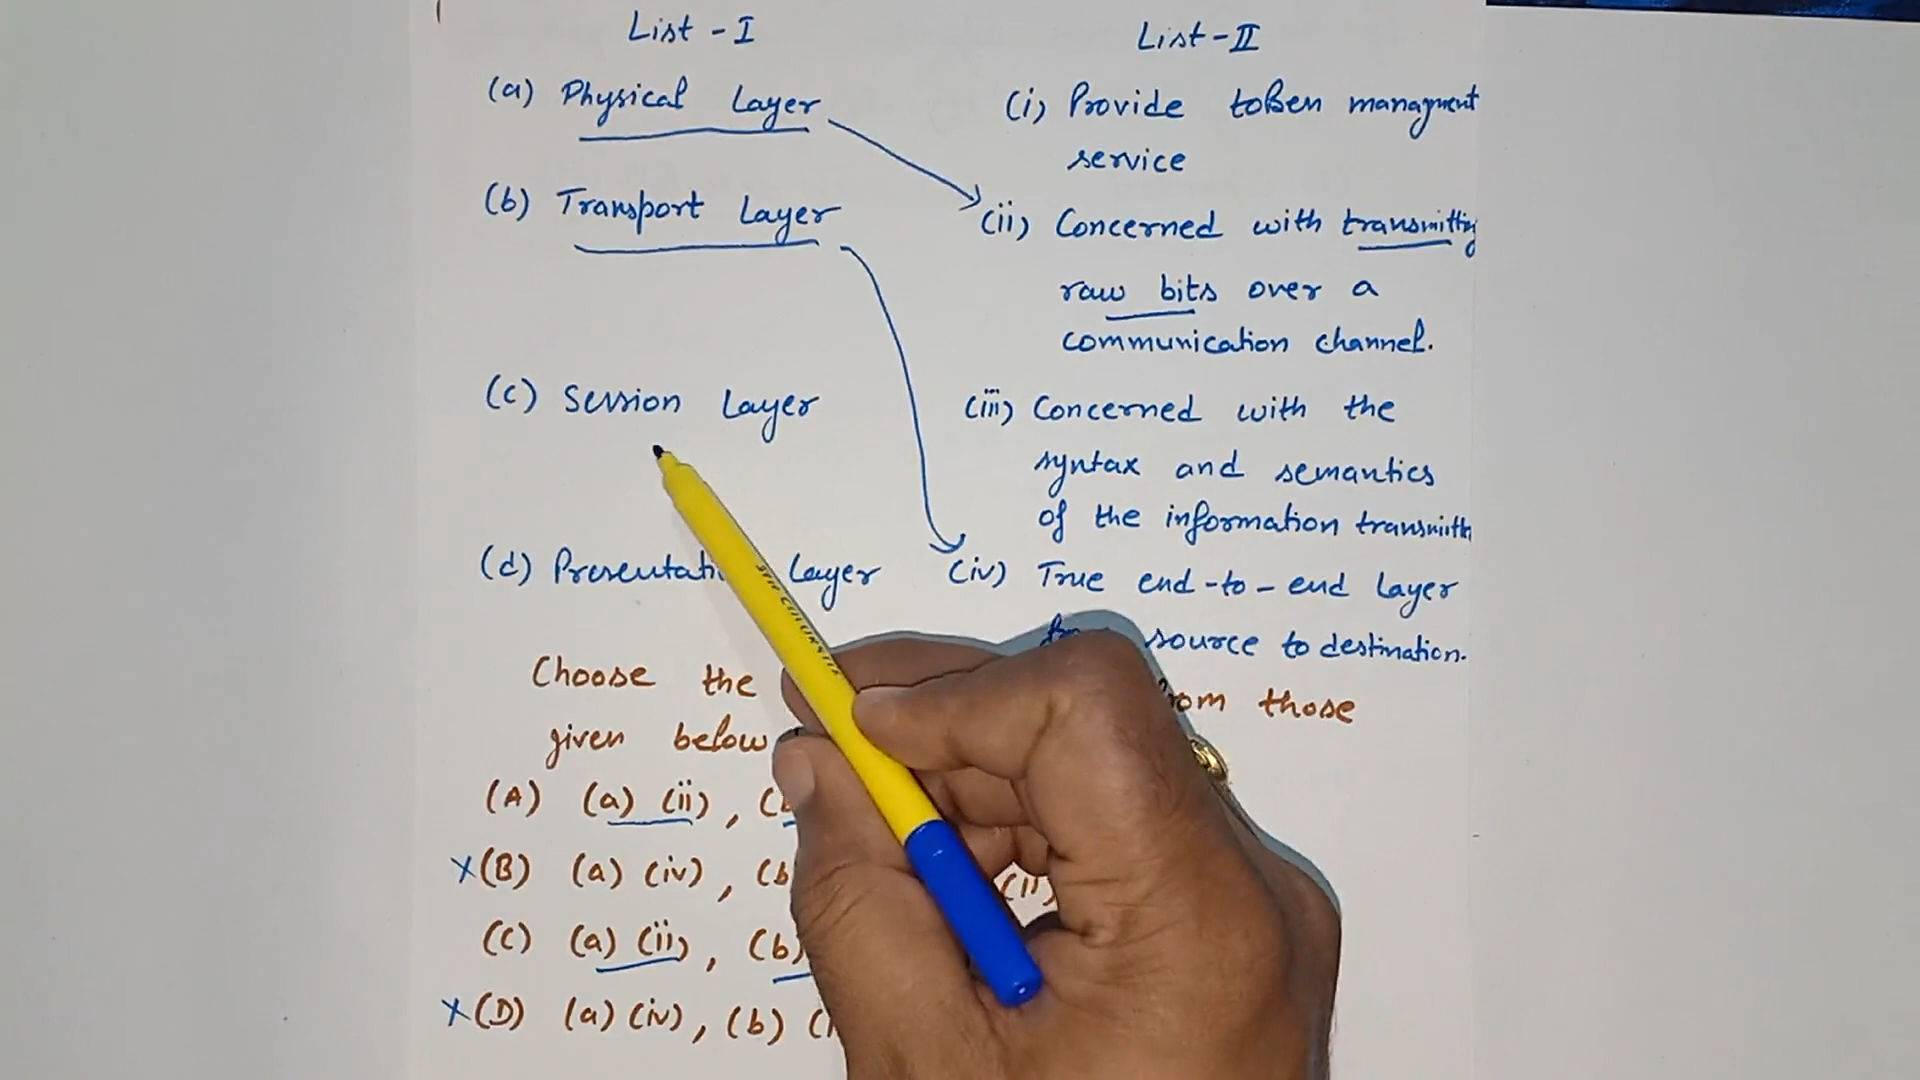 List - I
List - II
(a) Physical Layer
(i) Provide token managment
service
(b) Transport Layer
(ii) Concerned with transmitting
raw bits over a
communication channel.
(c) Session Layer
(iii) Concerned with the
syntax and semantics
of the information
(d) Layer
(iv) True end-to-end Layer
source to destination.
Choose the
those
given below
(A) (a) (ii), (b
×(B) (a) (iv), (b
(ii)
(C) (a) (ii), (b)
×(D) (a) (iv), (b) (i